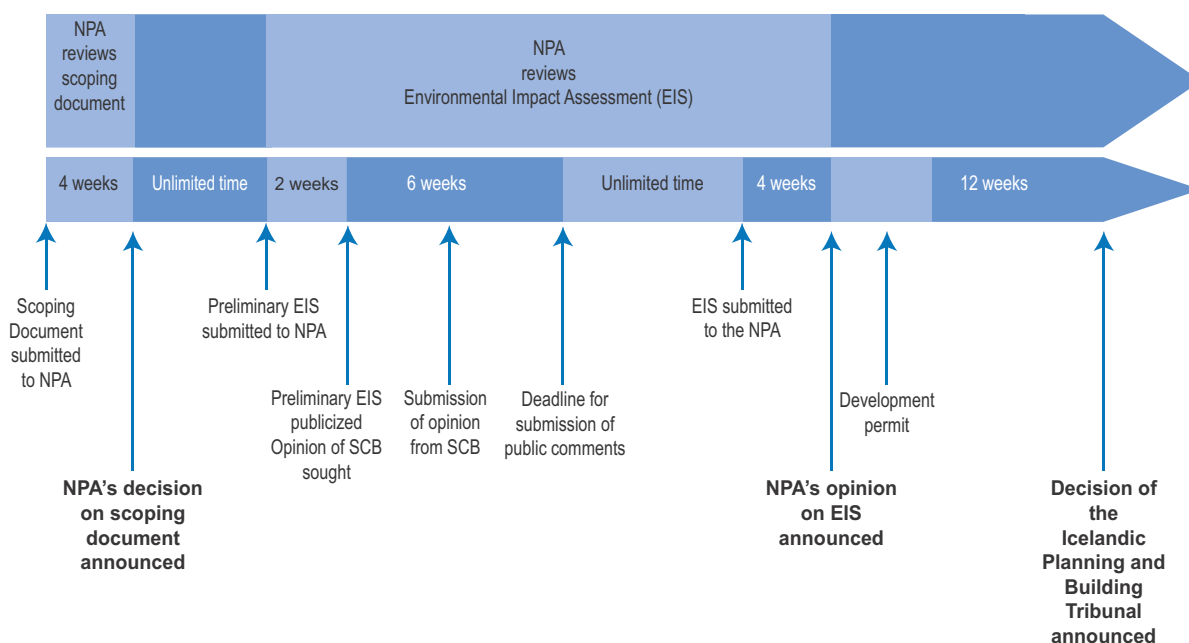 NPA
reviews
scoping
document
NPA
reviews
Environmental Impact Assessment (EIS)
4 weeks
Unlimited time
2 weeks
6 weeks
Unlimited time
4 weeks
12 weeks
Scoping
Document
submitted
to NPA
Preliminary EIS
submitted to NPA
EIS submitted
to the NPA
Preliminary EIS
publicized
Opinion of SCB
sought
Submission
of opinion
from SCB
Deadline for
submission of
public comments
Development
permit
NPA’s decision
on scoping
document
announced
NPA’s opinion
on EIS
announced
Decision of
the
Icelandic
Planning and
Building
Tribunal
announced